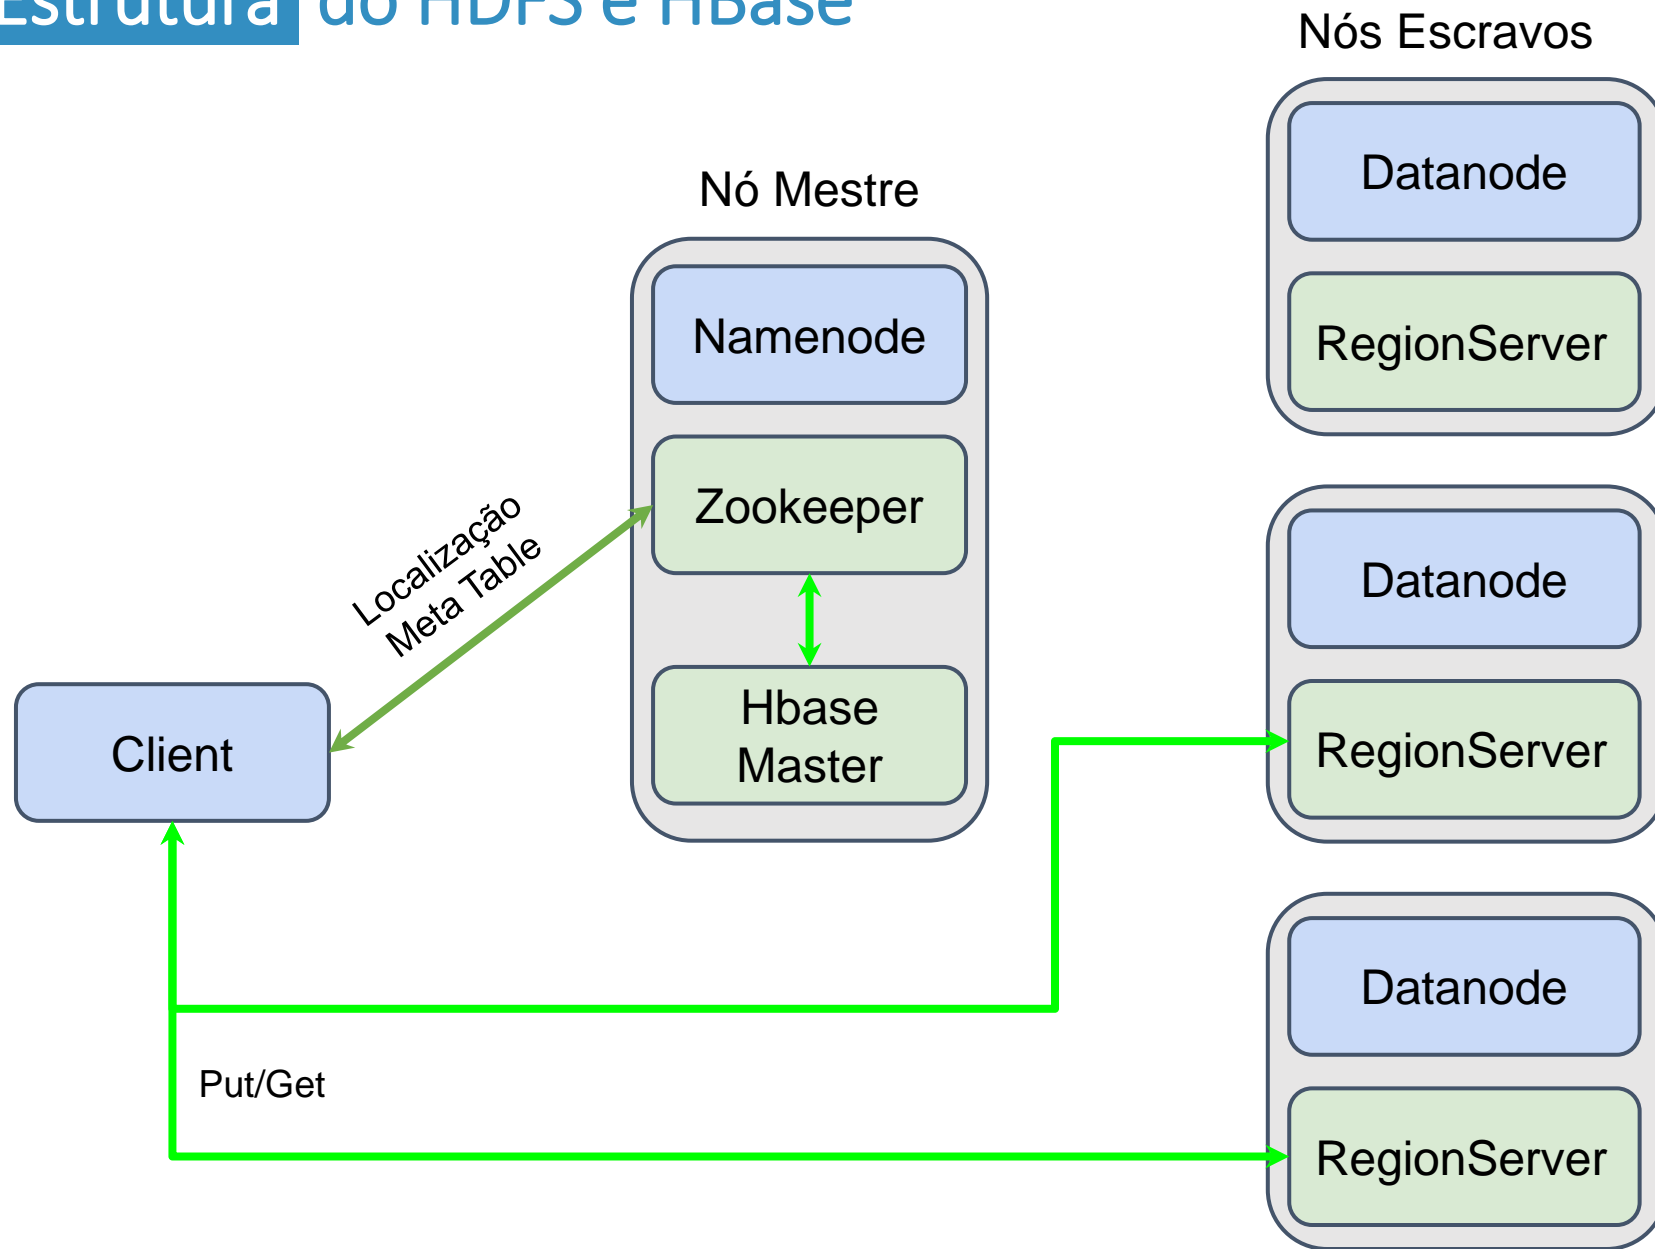 Estrutura do HDFS e HBase
Nós Escravos
Datanode
RegionServer
Nó Mestre
Namenode
Zookeeper
Hbase
Master
Localização
Meta Table
Client
Datanode
RegionServer
Put/Get
Datanode
RegionServer